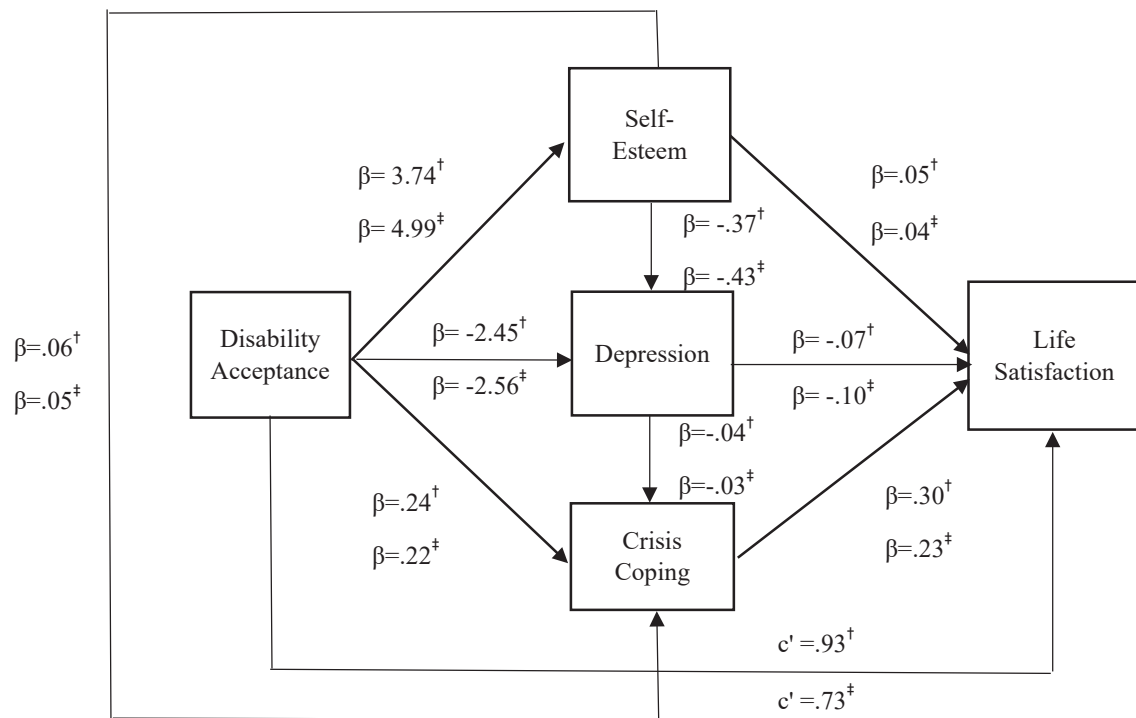 Self-
Esteem
β= 3.74†
β= 4.99‡
β=.05†
β=.04‡
β= -.37†
β= -.43‡
Disability
Acceptance
β= -2.45†
β= -2.56‡
Depression
β= -.07†
β= -.10‡
Life
Satisfaction
β=.06†
β=.05‡
β=-.04†
β=-.03‡
β=.24†
β=.22‡
Crisis
Coping
β=.30†
β=.23‡
c' =.93†
c' =.73‡